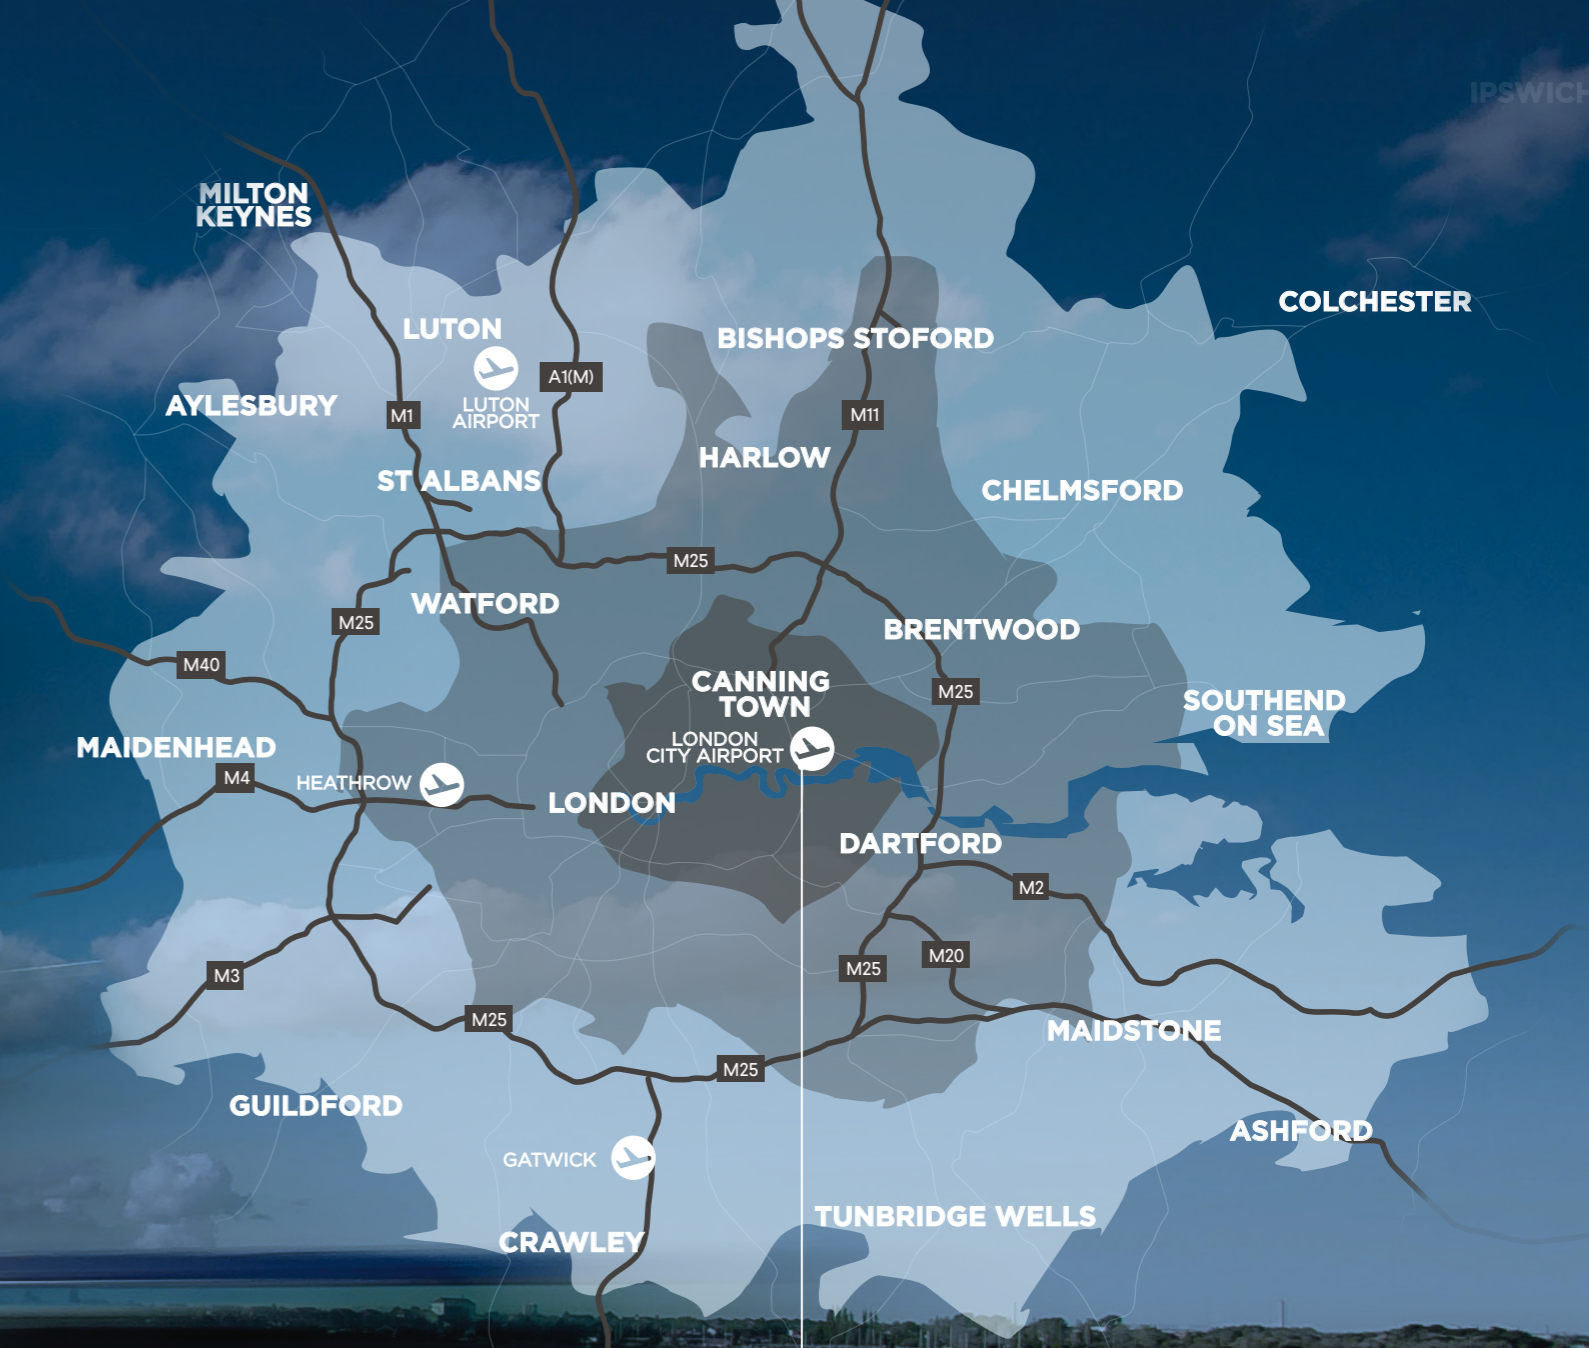 IPSWICH
MILTON
KEYNES
COLCHESTER
LUTON
BISHOPS STOFORD
A1(M)
LUTON
AIRPORT
AYLESBURY
M1
M11
HARLOW
ST ALBANS
CHELMSFORD
M25
WATFORD
M25
BRENTWOOD
M40
CANNING
TOWN
M25
SOUTHEND
ON SEA
LONDON
CITY AIRPORT
MAIDENHEAD
M4
HEATHROW
LONDON
DARTFORD
M2
M20
M25
M3
M25
MAIDSTONE
M25
GUILDFORD
ASHFORD
GATWICK
TUNBRIDGE WELLS
CRAWLEY